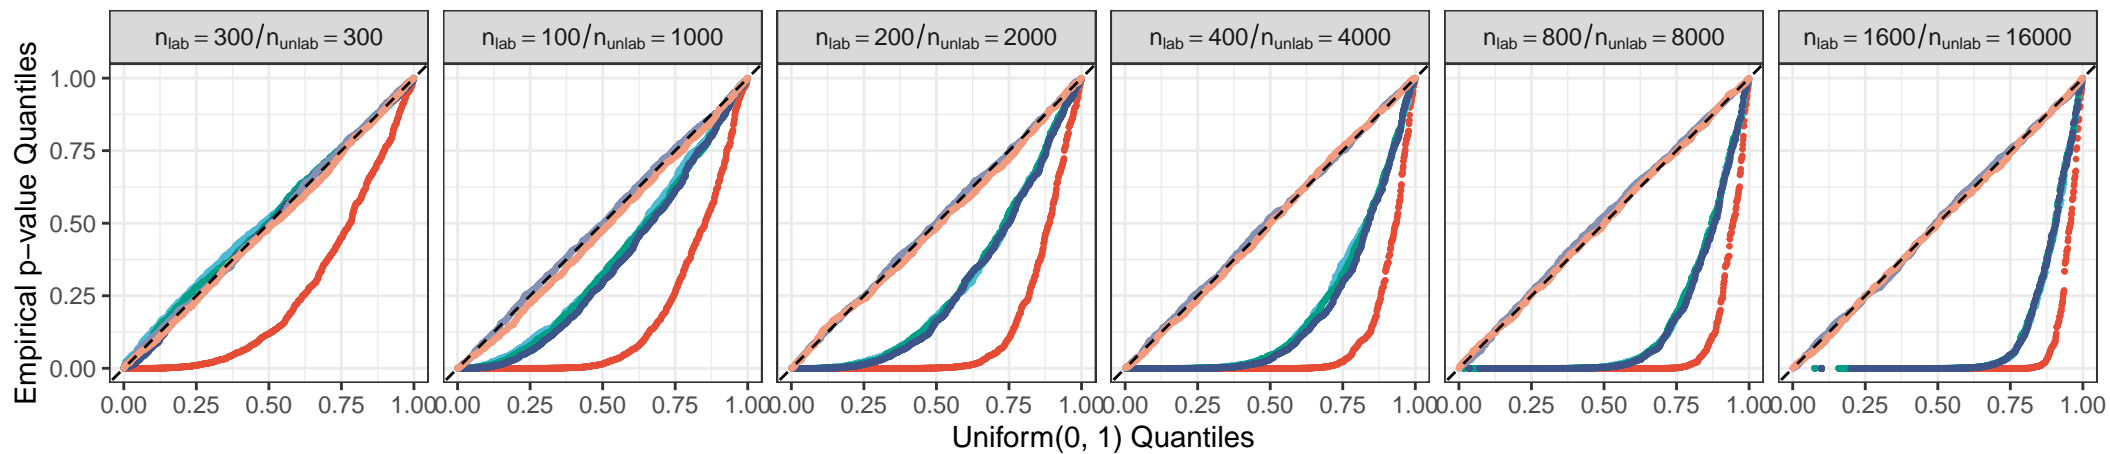 n_lab = 300/n_unlab = 300
n_lab = 100/n_unlab = 1000
n_lab = 200/n_unlab = 2000
n_lab = 400/n_unlab = 4000
n_lab = 800/n_unlab = 8000
n_lab = 1600/n_unlab = 16000
Empirical p−value Quantiles
1.00
0.75
0.50
0.25
0.00
0.00 0.25 0.50 0.75 1.00
0.00 0.25 0.50 0.75 1.00
0.00 0.25 0.50 0.75 1.00
0.00 0.25 0.50 0.75 1.00
0.00 0.25 0.50 0.75 1.00
0.00 0.25 0.50 0.75 1.00
Uniform(0, 1) Quantiles